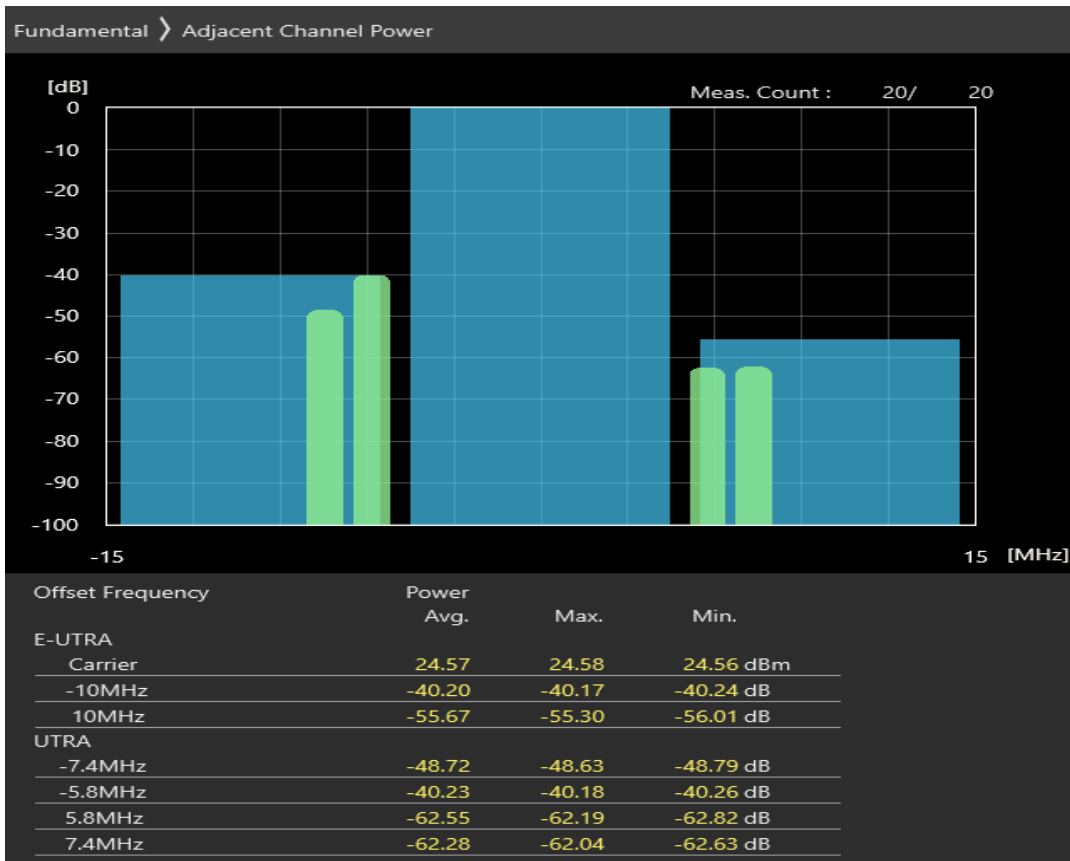 Fundamental 〉 Adjacent Channel Power
[dB]
Meas. Count : 20/ 20
0
-10
-20
-30
-40
-50
-60
-70
-80
-90
-100
-15 15 [MHz]
Offset Frequency Power
Avg. Max. Min.
E-UTRA
Carrier 24.57 24.58 24.56 dBm
-10MHz -40.20 -40.17 -40.24 dB
10MHz -55.67 -55.30 -56.01 dB
UTRA
-7.4MHz -48.72 -48.63 -48.79 dB
-5.8MHz -40.23 -40.18 -40.26 dB
5.8MHz -62.55 -62.19 -62.82 dB
7.4MHz -62.28 -62.04 -62.63 dB